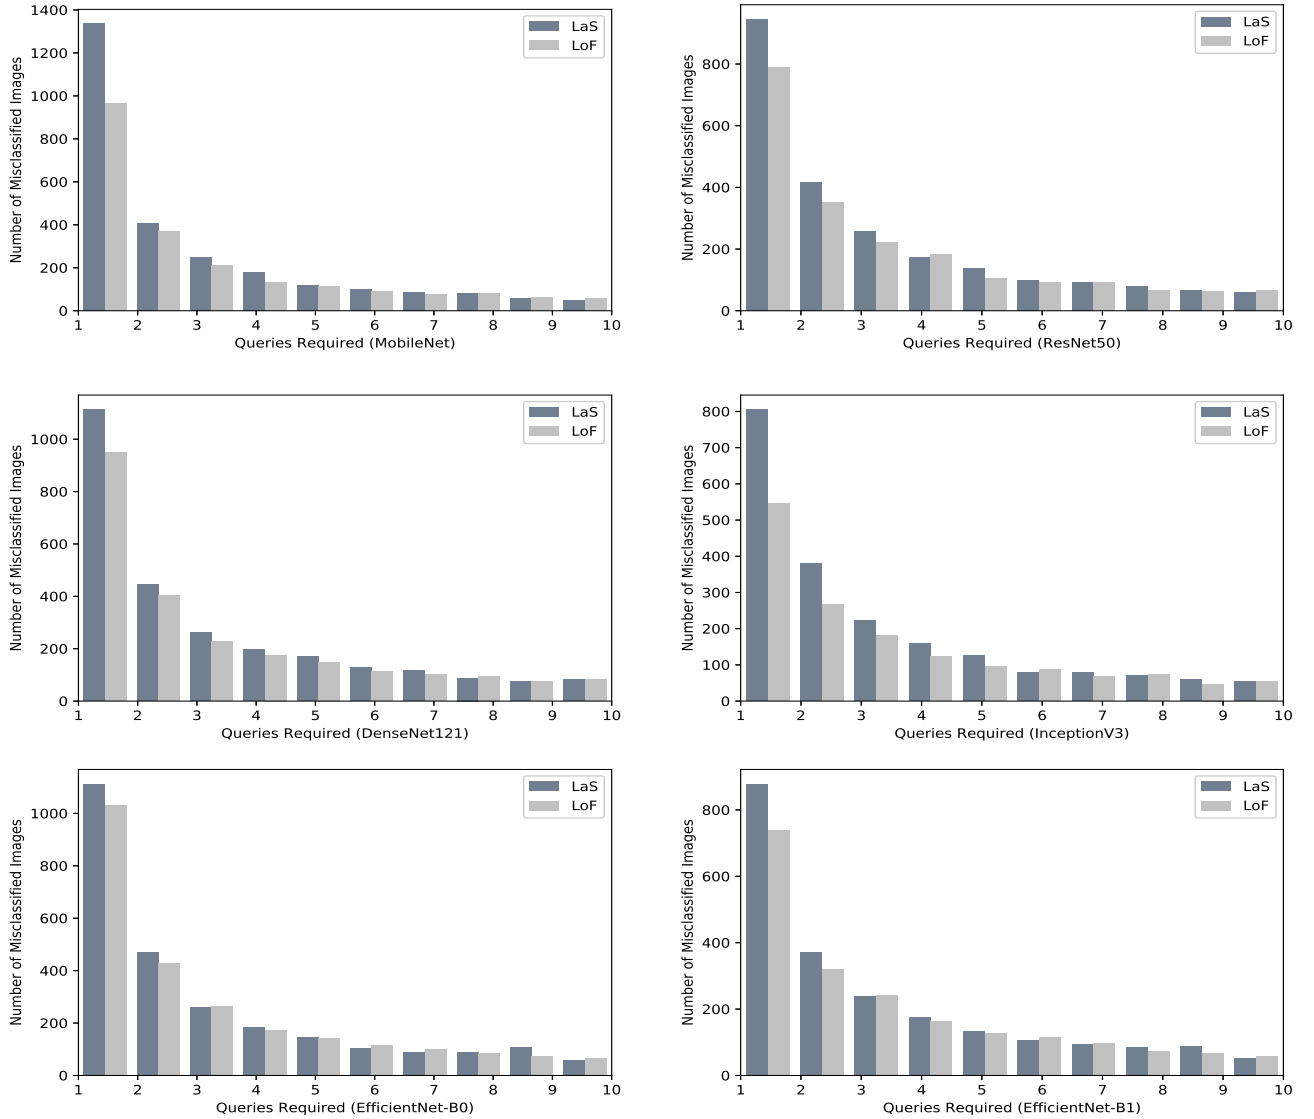 1400
1200
1000
800
600
400
200
0
Number of Misclassified Images
LaS
LoF
1 2 3 4 5 6 7 8 9 10
Queries Required (MobileNet)
800
600
400
200
0
Number of Misclassified Images
LaS
LoF
1 2 3 4 5 6 7 8 9 10
Queries Required (ResNet50)
1000
800
600
400
200
0
Number of Misclassified Images
LaS
LoF
1 2 3 4 5 6 7 8 9 10
Queries Required (DenseNet121)
800
700
600
500
400
300
200
100
0
Number of Misclassified Images
LaS
LoF
1 2 3 4 5 6 7 8 9 10
Queries Required (InceptionV3)
1000
800
600
400
200
0
Number of Misclassified Images
LaS
LoF
1 2 3 4 5 6 7 8 9 10
Queries Required (EfficientNet-B0)
800
600
400
200
0
Number of Misclassified Images
LaS
LoF
1 2 3 4 5 6 7 8 9 10
Queries Required (EfficientNet-B1)